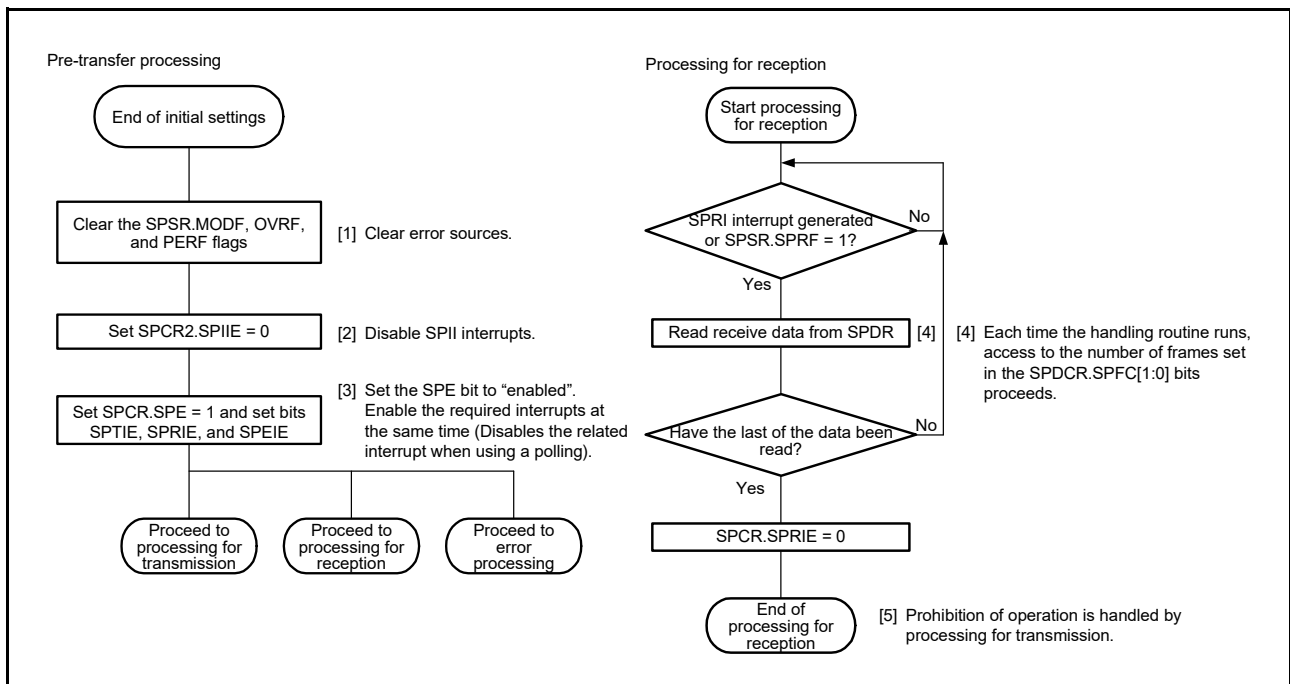 Pre-transfer processing
End of initial settings
Clear the SPSR.MODF, OVRF,
and PERF flags
[1] Clear error sources.
Set SPCR2.SPIIE = 0
[2] Disable SPII interrupts.
Set SPCR.SPE = 1 and set bits
SPTIE, SPRIE, and SPEIE
[3] Set the SPE bit to “enabled”.
Enable the required interrupts at
the same time (Disables the related
interrupt when using a polling).
Proceed to
processing for
transmission
Proceed to
processing for
reception
Proceed to
error
processing
Processing for reception
Start processing
for reception
SPRI interrupt generated
or SPSR.SPRF = 1?
No
Yes
Read receive data from SPDR
[4]
[4] Each time the handling routine runs,
access to the number of frames set
in the SPDCR.SPFC[1:0] bits
proceeds.
Have the last of the data been
read?
No
Yes
SPCR.SPRIE = 0
End of
processing for
reception
[5] Prohibition of operation is handled by
processing for transmission.